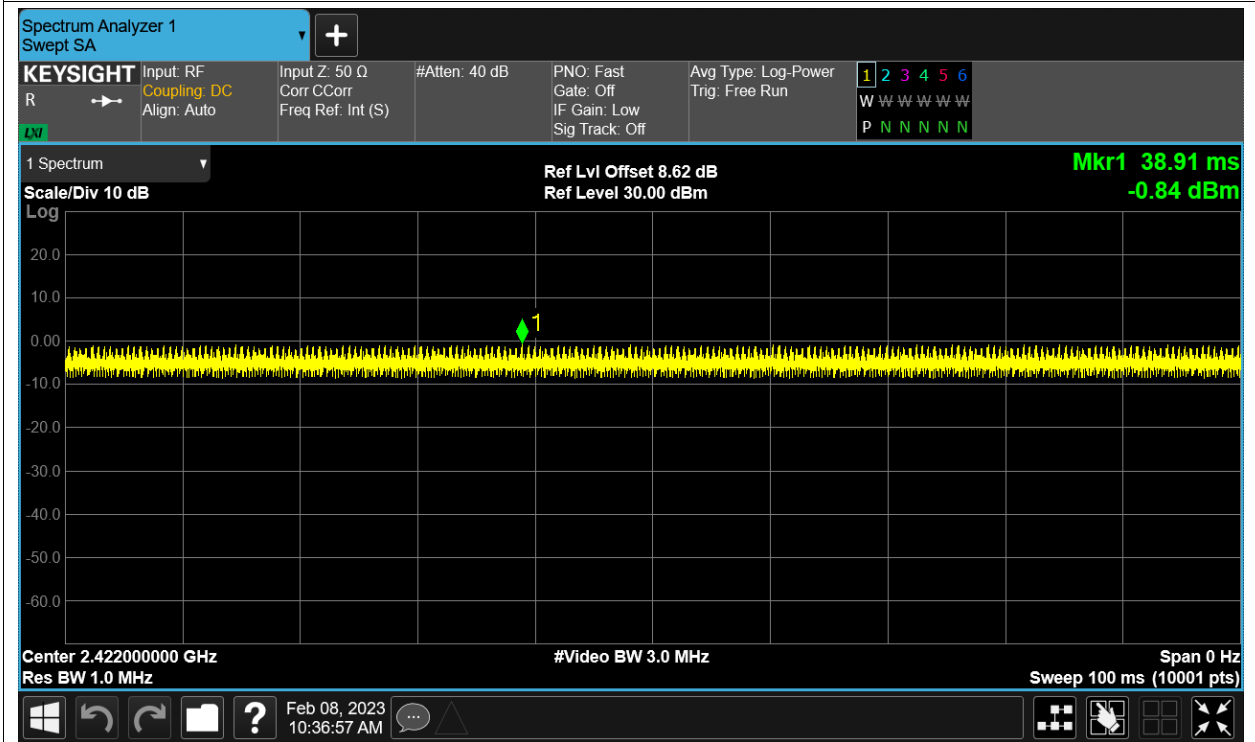 Spectrum Analyzer 1
Swept SA
KEYSIGHT
R
LXI
Input: RF
Coupling: DC
Align: Auto
Input Z: 50 Ω
Corr CCorr
Freq Ref: Int (S)
#Atten: 40 dB
PNO: Fast
Gate: Off
IF Gain: Low
Sig Track: Off
Avg Type: Log-Power
Trig: Free Run
1 2 3 4 5 6
W W W W W W
P N N N N N
1 Spectrum
Scale/Div 10 dB
Ref Lvl Offset 8.62 dB
Ref Level 30.00 dBm
Mkr1 38.91 ms
-0.84 dBm
Log
20.0
10.0
1
0.00
-10.0
-20.0
-30.0
-40.0
-50.0
-60.0
Center 2.422000000 GHz
#Video BW 3.0 MHz
Span 0 Hz
Res BW 1.0 MHz
Sweep 100 ms (10001 pts)
?
Feb 08, 2023
10:36:57 AM